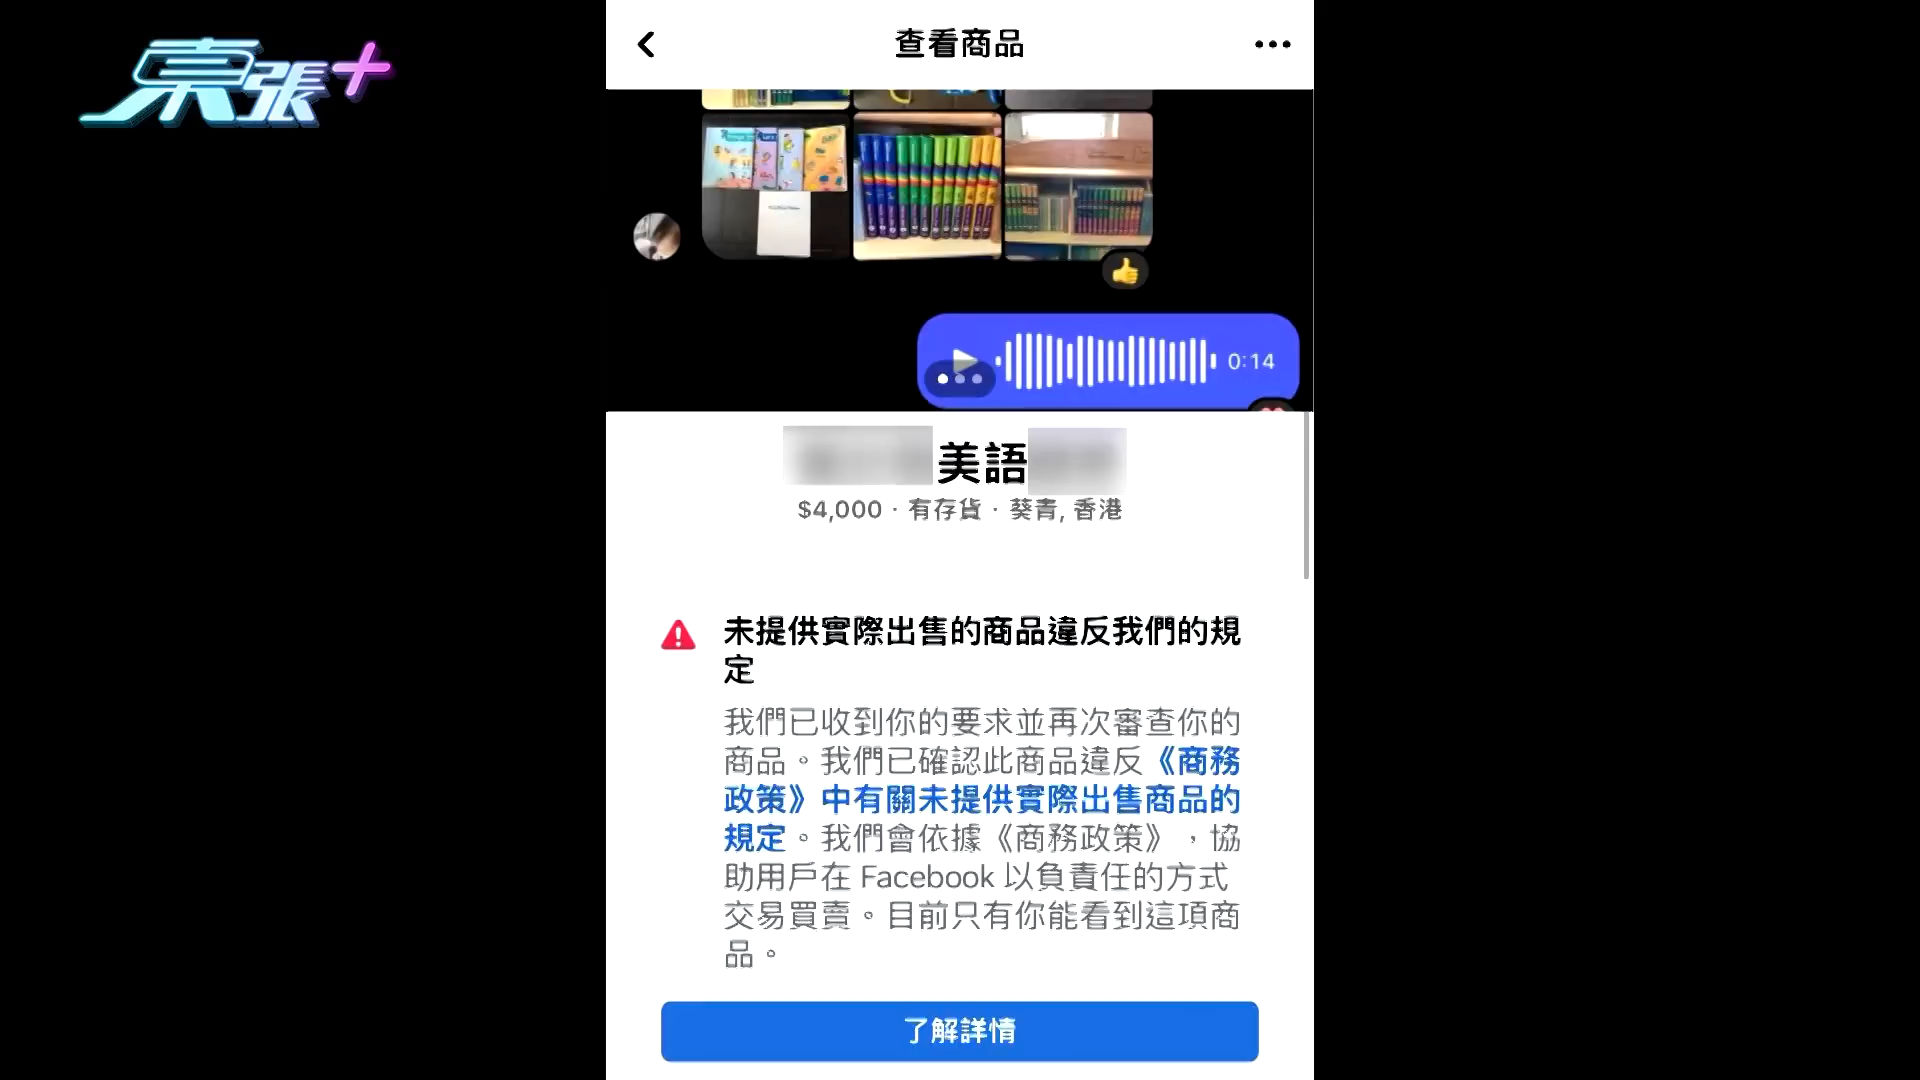 東張+
查看商品
0:14
美語
$4,000 · 有存貨 · 葵青, 香港
未提供實際出售的商品違反我們的規
定
我們已收到你的要求並再次審查你的
商品。我們已確認此商品違反《商務
政策》中有關未提供實際出售商品的
規定。我們會依據《商務政策》，協
助用戶在 Facebook 以負責任的方式
交易買賣。目前只有你能看到這項商
品。
了解詳情